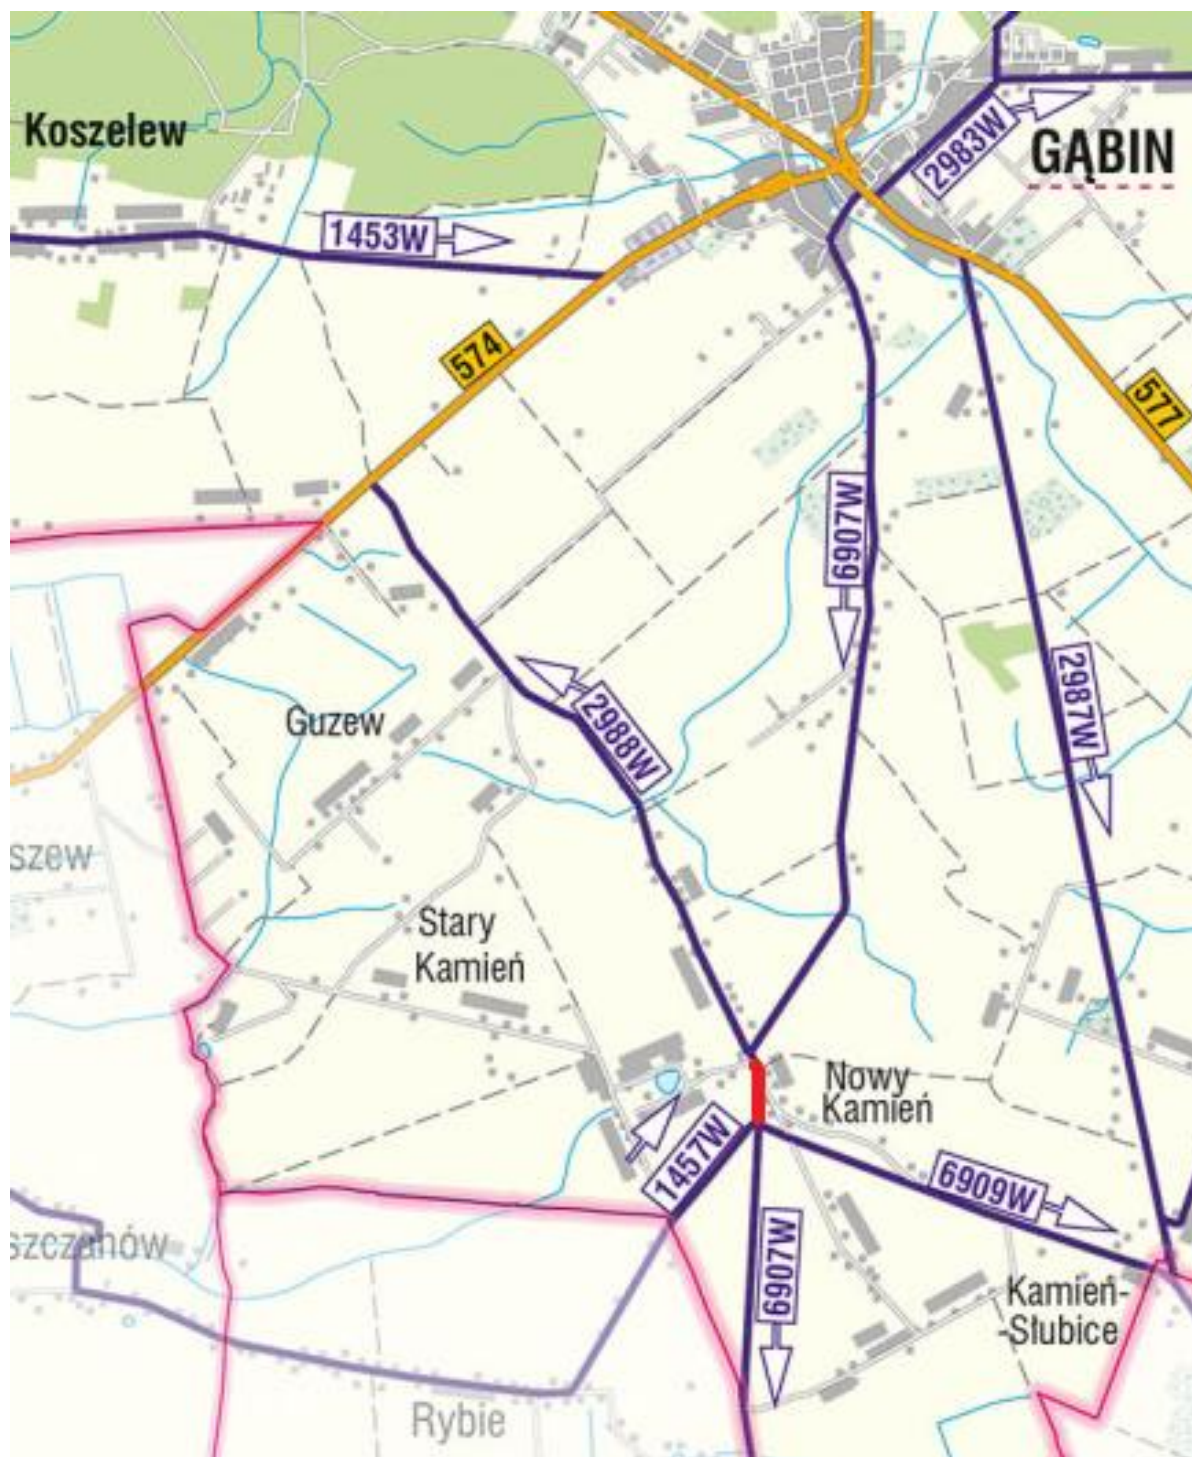 Koszelew
GĄBIN
2983W
1453W
574
577
6907W
2987W
2988W
Guzew
szew
Stary
Kamień
Nowy
Kamień
1457W
6909W
szczanów
6907W
Kamień-
-Słubice
Rybie